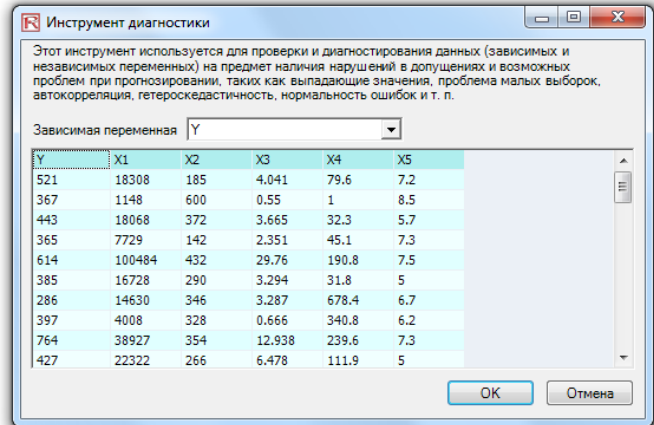 Инструмент диагностики
Этот инструмент используется для проверки и диагностирования данных (зависимых и
независимых переменных) на предмет наличия нарушений в допущениях и возможных
проблем при прогнозировании, таких как выпадающие значения, проблема малых выборок,
автокорреляция, гетероскедастичность, нормальность ошибок и т. п.
Зависимая переменная Y
Y X1 X2 X3 X4 X5
521 18308 185 4.041 79.6 7.2
367 1148 600 0.55 1 8.5
443 18068 372 3.665 32.3 5.7
365 7729 142 2.351 45.1 7.3
614 100484 432 29.76 190.8 7.5
385 16728 290 3.294 31.8 5
286 14630 346 3.287 678.4 6.7
397 4008 328 0.666 340.8 6.2
764 38927 354 12.938 239.6 7.3
427 22322 266 6.478 111.9 5
OK Отмена